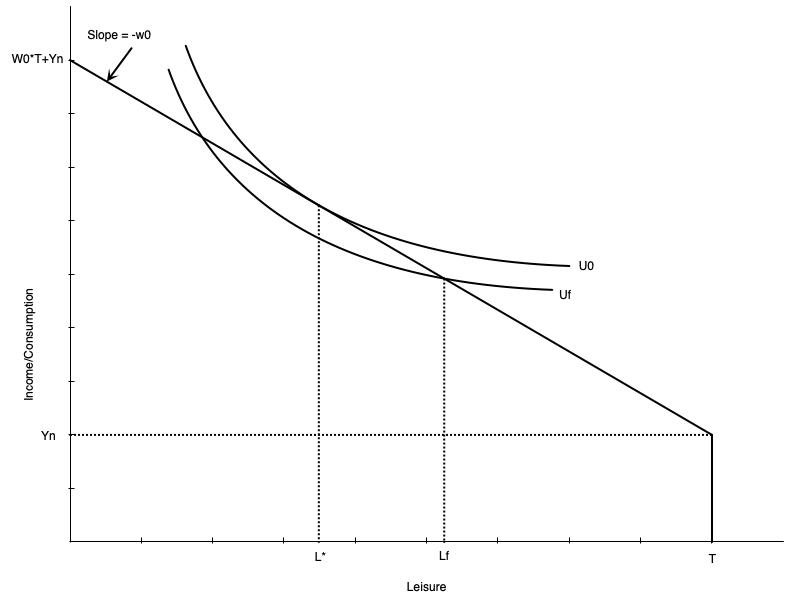 Slope = -w0
W0*T+Yn
U0
Uf
Income/Consumption
Yn
L*
Lf
T
Leisure